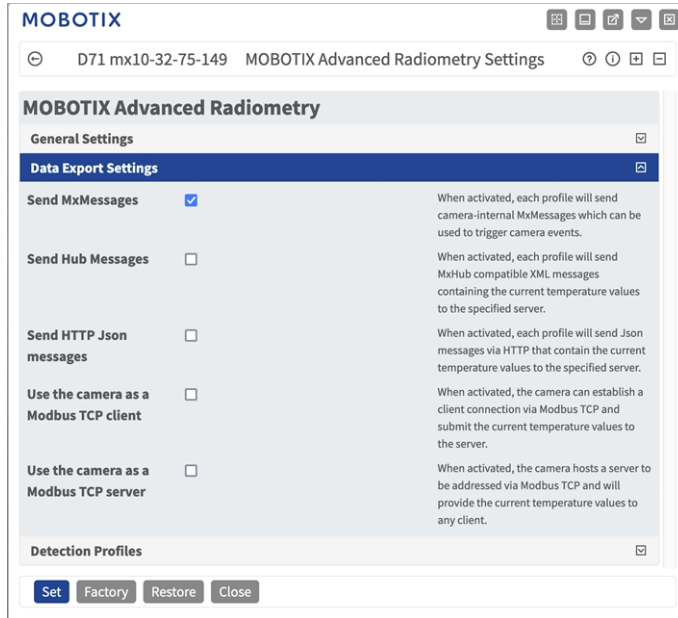 MOBOTIX
D71 mx10-32-75-149 MOBOTIX Advanced Radiometry Settings
MOBOTIX Advanced Radiometry
General Settings
Data Export Settings
Send MxMessages
When activated, each profile will send
camera-internal MxMessages which can be
used to trigger camera events.
Send Hub Messages
When activated, each profile will send
MxHub compatible XML messages
containing the current temperature values
to the specified server.
Send HTTP Json
messages
When activated, each profile will send Json
messages via HTTP that contain the current
temperature values to the specified server.
Use the camera as a
Modbus TCP client
When activated, the camera can establish a
client connection via Modbus TCP and
submit the current temperature values to
the server.
Use the camera as a
Modbus TCP server
When activated, the camera hosts a server to
be addressed via Modbus TCP and will
provide the current temperature values to
any client.
Detection Profiles
Set Factory Restore Close